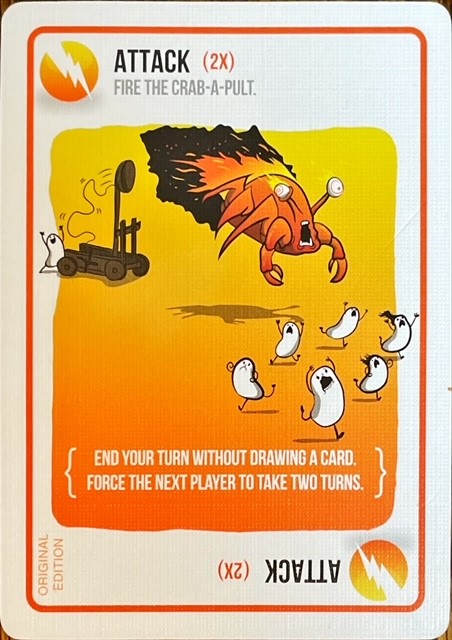 ATTACK (2X)
FIRE THE CRAB-A-PULT.
END YOUR TURN WITHOUT DRAWING A CARD.
FORCE THE NEXT PLAYER TO TAKE TWO TURNS.
ORIGINAL
EDITION
ATTACK (2X)